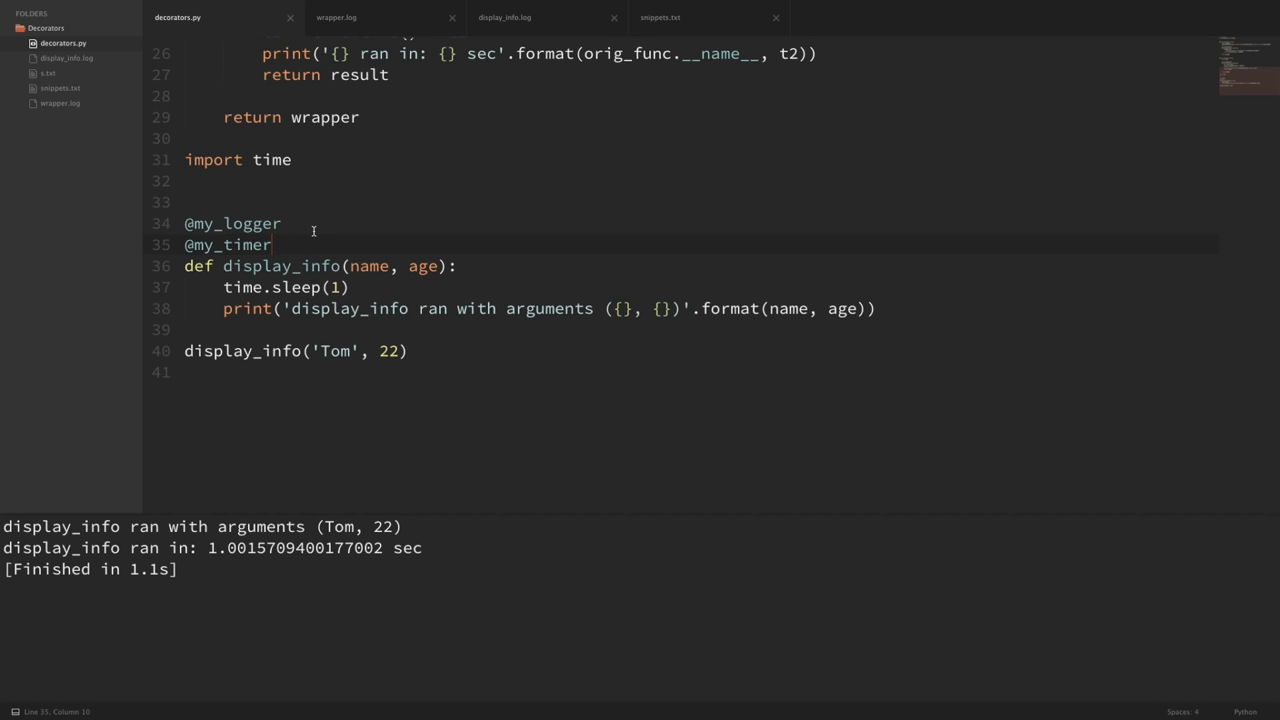 FOLDERS
Decorators
decorators.py
display_info.log
s.txt
snippets.txt
wrapper.log
decorators.py
wrapper.log
display_info.log
snippets.txt
26 print('{} ran in: {} sec'.format(orig_func.__name__, t2))
27 return result
28
29 return wrapper
30
31 import time
32
33
34 @my_logger
35 @my_timer
36 def display_info(name, age):
37 time.sleep(1)
38 print('display_info ran with arguments ({}, {})'.format(name, age))
39
40 display_info('Tom', 22)
41
display_info ran with arguments (Tom, 22)
display_info ran in: 1.0015709400177002 sec
[Finished in 1.1s]
Line 35, Column 10
Spaces: 4
Python